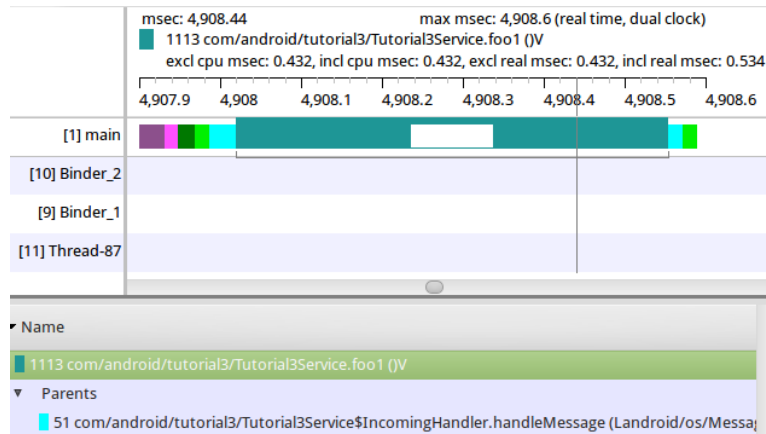 msec: 4,908.44 max msec: 4,908.6 (real time, dual clock)
1113 com/android/tutorial3/Tutorial3Service.foo1 ()V
excl cpu msec: 0.432, incl cpu msec: 0.432, excl real msec: 0.432, incl real msec: 0.534
4,907.9 4,908 4,908.1 4,908.2 4,908.3 4,908.4 4,908.5 4,908.6
[1] main
[10] Binder_2
[9] Binder_1
[11] Thread-87
Name
1113 com/android/tutorial3/Tutorial3Service.foo1 ()V
Parents
51 com/android/tutorial3/Tutorial3Service$IncomingHandler.handleMessage (Landroid/os/Messa